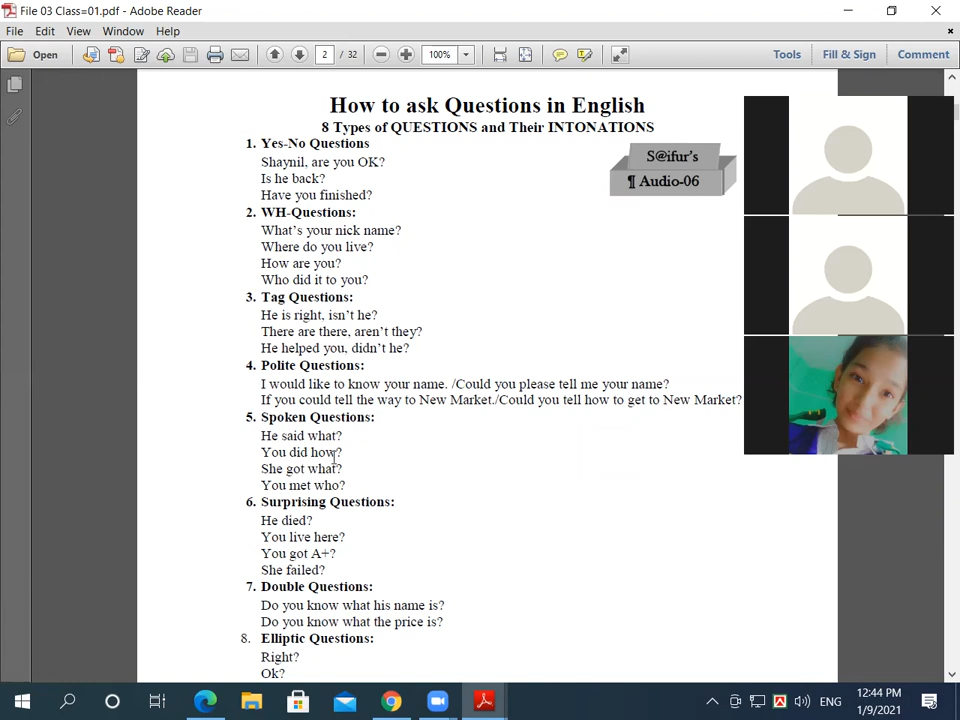 File 03 Class=01.pdf - Adobe Reader
File Edit View Window Help
Open 2 / 32 100% Tools Fill & Sign Comment
How to ask Questions in English
8 Types of QUESTIONS and Their INTONATIONS
S@ifur's
¶ Audio-06
1. Yes-No Questions
Shaynil, are you OK?
Is he back?
Have you finished?
2. WH-Questions:
What's your nick name?
Where do you live?
How are you?
Who did it to you?
3. Tag Questions:
He is right, isn't he?
There are there, aren't they?
He helped you, didn't he?
4. Polite Questions:
I would like to know your name. /Could you please tell me your name?
If you could tell the way to New Market./Could you tell how to get to New Market?
5. Spoken Questions:
He said what?
You did how?
She got what?
You met who?
6. Surprising Questions:
He died?
You live here?
You got A+?
She failed?
7. Double Questions:
Do you know what his name is?
Do you know what the price is?
8. Elliptic Questions:
Right?
Ok?
ENG
12:44 PM
1/9/2021